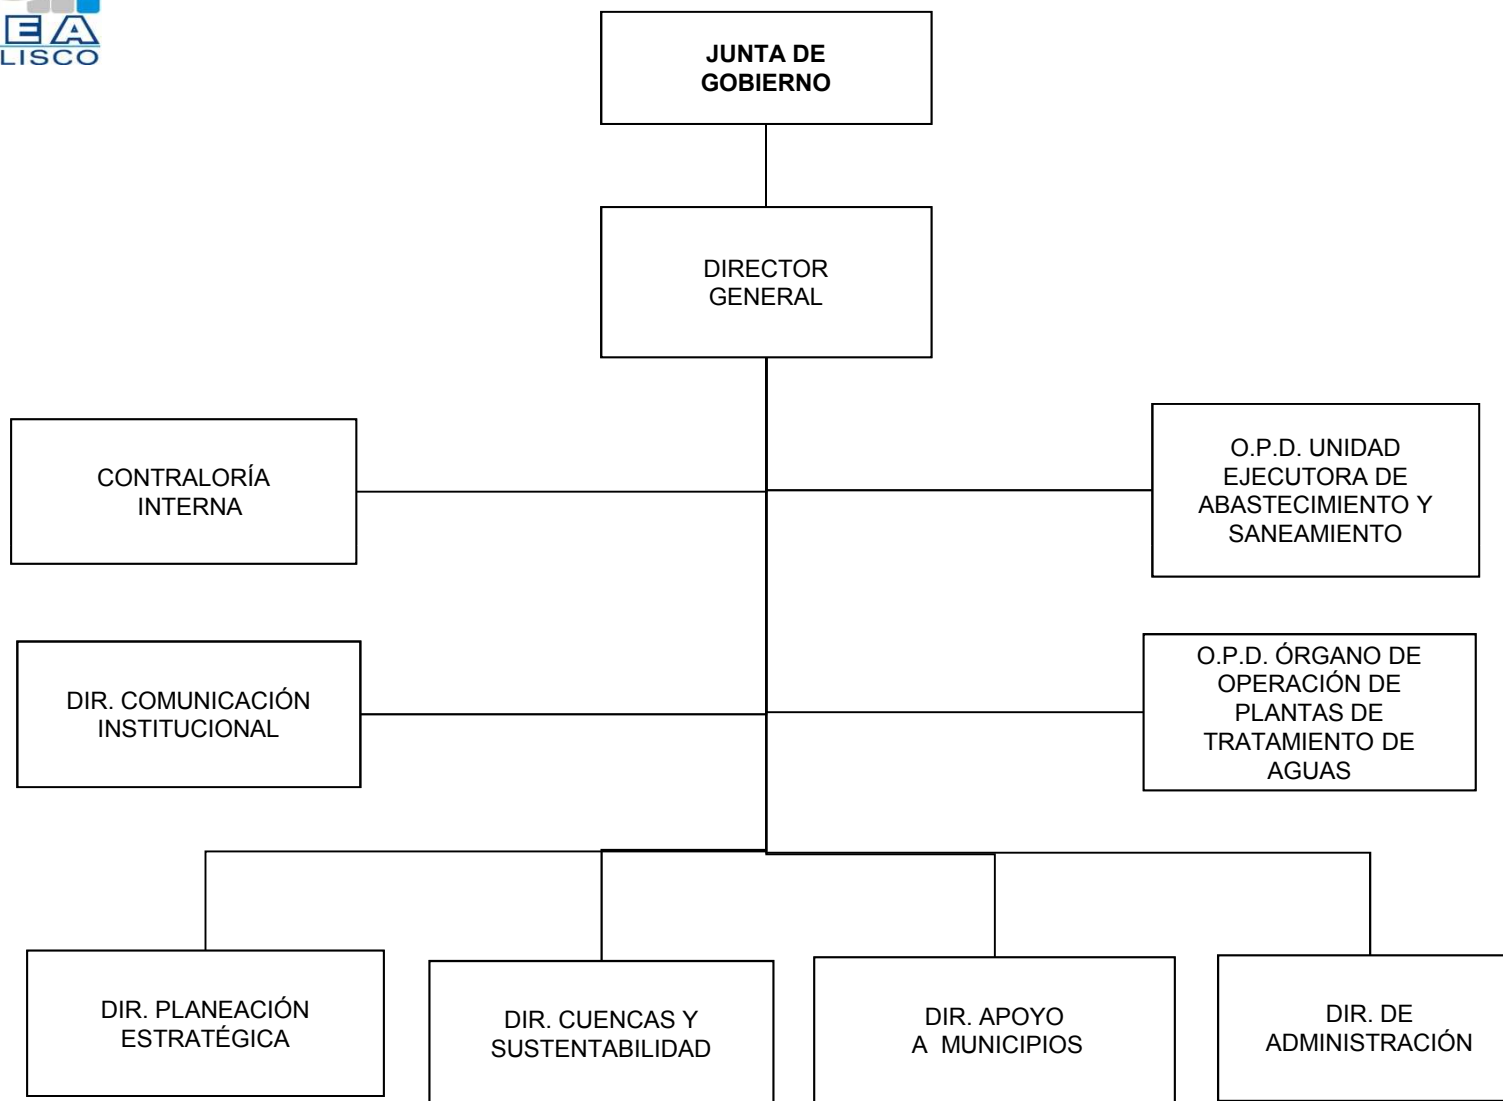 EA
LISCO
JUNTA DE
GOBIERNO
DIRECTOR
GENERAL
CONTRALORÍA
INTERNA
O.P.D. UNIDAD
EJECUTORA DE
ABASTECIMIENTO Y
SANEAMIENTO
DIR. COMUNICACIÓN
INSTITUCIONAL
O.P.D. ÓRGANO DE
OPERACIÓN DE
PLANTAS DE
TRATAMIENTO DE
AGUAS
DIR. PLANEACIÓN
ESTRATÉGICA
DIR. CUENCAS Y
SUSTENTABILIDAD
DIR. APOYO
A MUNICIPIOS
DIR. DE
ADMINISTRACIÓN